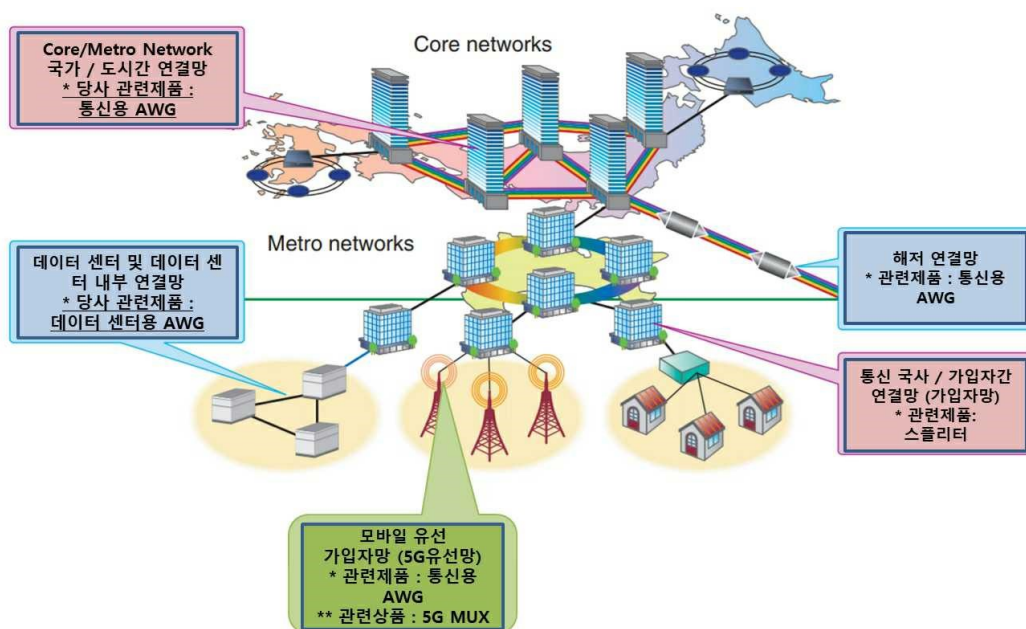 Core/Metro Network
국가 / 도시간 연결망
* 당사 관련제품 :
통신용 AWG
Core networks
Metro networks
데이터 센터 및 데이터 센
터 내부 연결망
* 당사 관련제품 :
데이터 센터용 AWG
해저 연결망
* 관련제품 : 통신용
AWG
통신 국사 / 가입자간
연결망 (가입자망)
* 관련제품:
스플리터
모바일 유선
가입자망 (5G유선망)
* 관련제품 : 통신용
AWG
** 관련상품 : 5G MUX